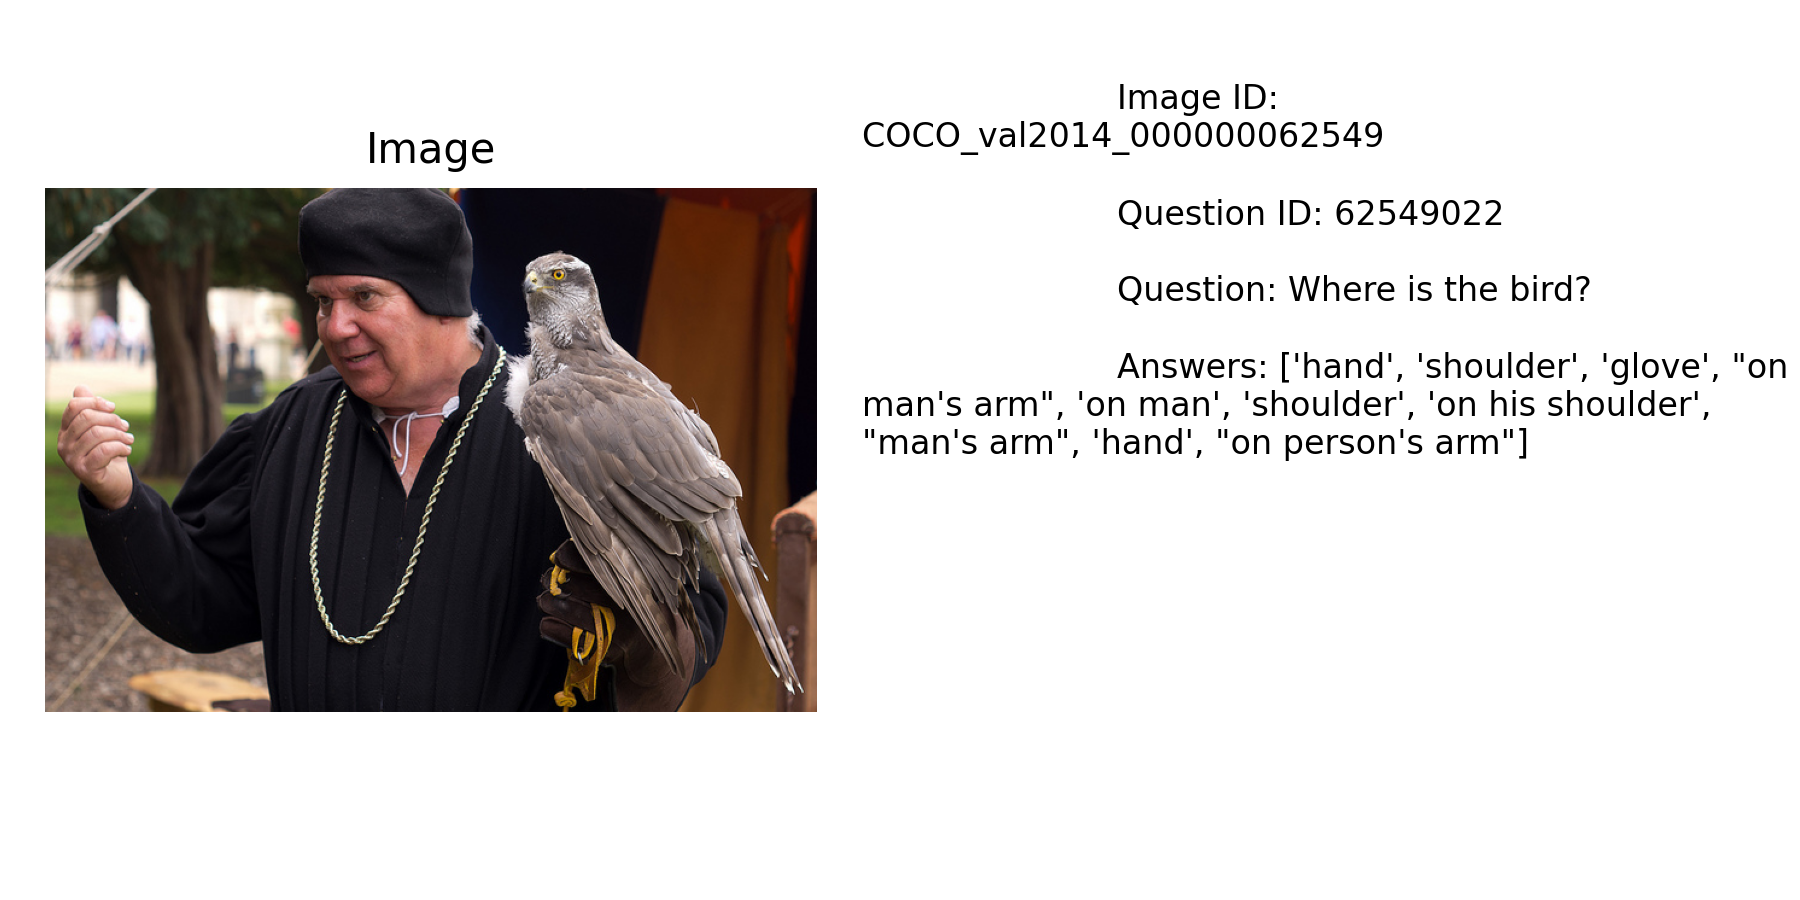 Image
Image ID:
COCO_val2014_000000062549
Question ID: 62549022
Question: Where is the bird?
Answers: ['hand', 'shoulder', 'glove', "on
man's arm", 'on man', 'shoulder', 'on his shoulder',
"man's arm", 'hand', "on person's arm"]